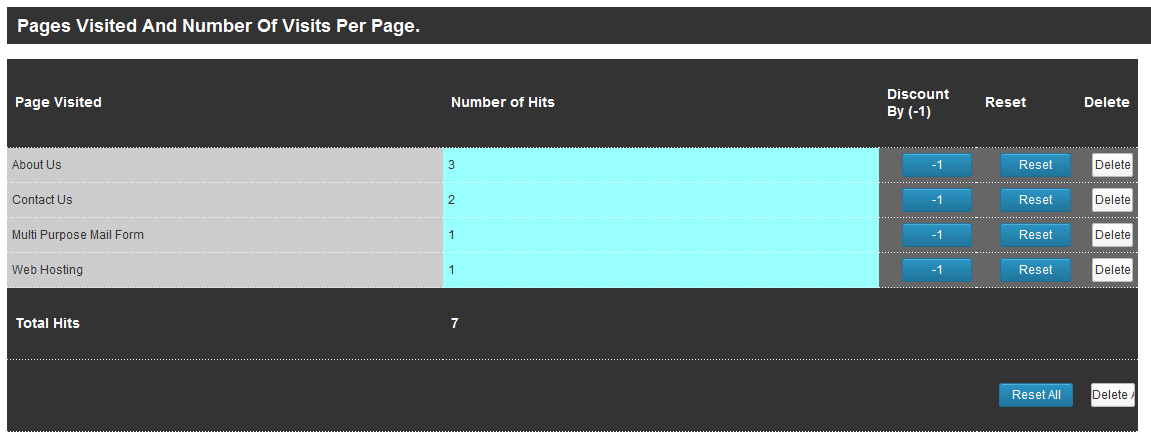 Pages Visited And Number Of Visits Per Page.
Page Visited Number of Hits Discount By (-1) Reset Delete
About Us 3 -1 Reset Delete
Contact Us 2 -1 Reset Delete
Multi Purpose Mail Form 1 -1 Reset Delete
Web Hosting 1 -1 Reset Delete
Total Hits 7
Reset All Delete